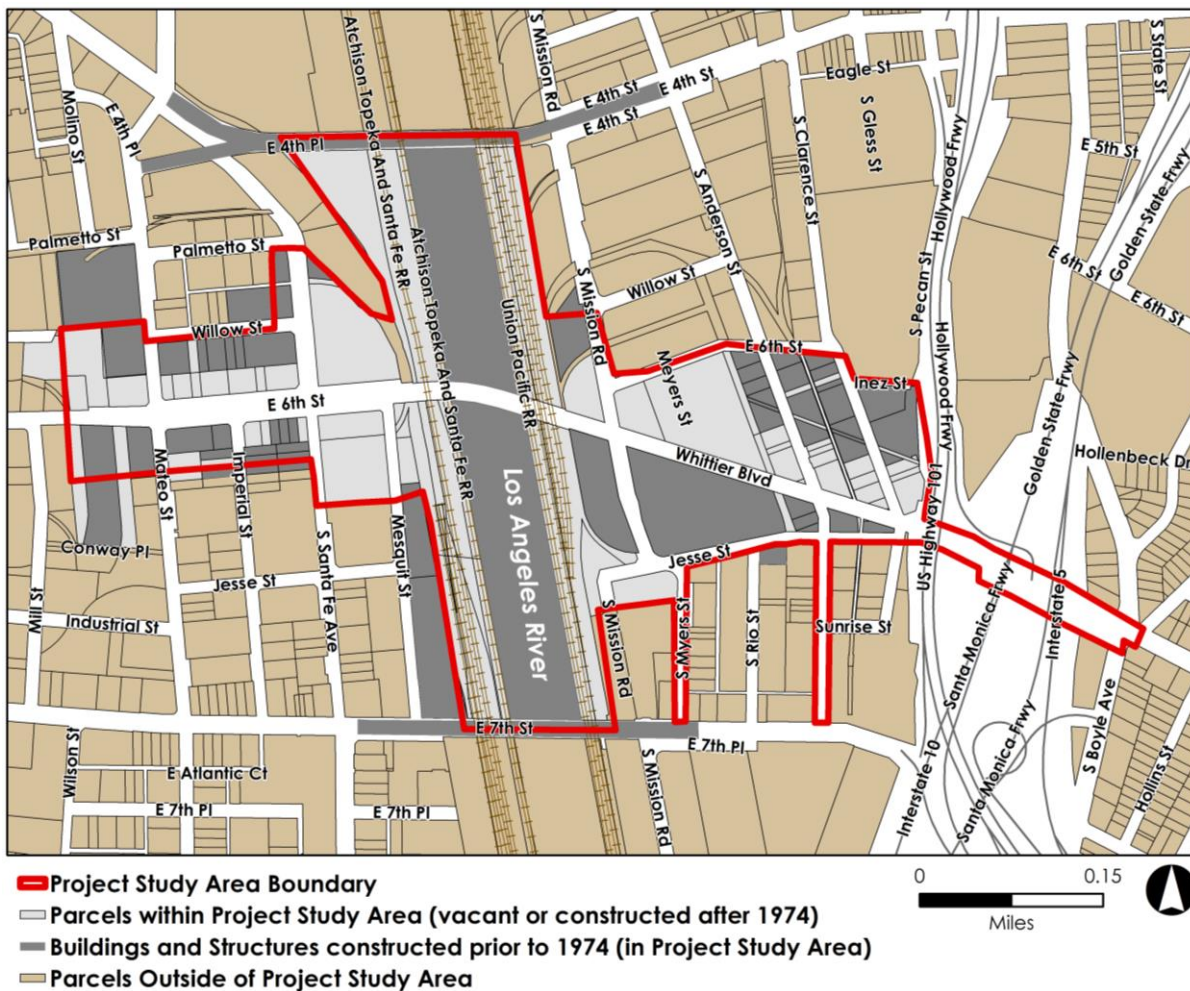 S Mission Rd
S State St
Atchison Topeka And Santa Fe RR
E 4th St
E 4th St
Eagle St
Molino St
E 4th Pl
E 4th St
S Gless St
E 4th Pl
S Clarence St
Hollywood Frwy
E 5th St
Golden State Frwy
S Anderson St
Palmetto St
Palmetto St
Atchison Topeka And Santa Fe RR
Union Pacific RR
S Mission Rd
Willow St
S Pecan St
E 6th St
E 6th St
Willow St
E 6th St
Meyers St
Inez St
Hollywood Frwy
Golden State Frwy
E 6th St
Whittier Blvd
Hollenbeck Dr
Mateo St
Imperial St
Los Angeles River
US Highway 101
Conway Pl
Mesquit St
Jesse St
Jesse St
S Santa Fe Ave
Mill St
Industrial St
S Mission Rd
S Myers St
S Rio St
Sunrise St
Santa Monica Frwy
Interstate 5
E 7th St
E 7th Pl
S Boyle Ave
Wilson St
E Atlantic Ct
E 7th Pl
E 7th Pl
S Mission Rd
Interstate 10
Santa Monica Frwy
Hollins St
Project Study Area Boundary
Parcels within Project Study Area (vacant or constructed after 1974)
Buildings and Structures constructed prior to 1974 (in Project Study Area)
Parcels Outside of Project Study Area
0 0.15
Miles